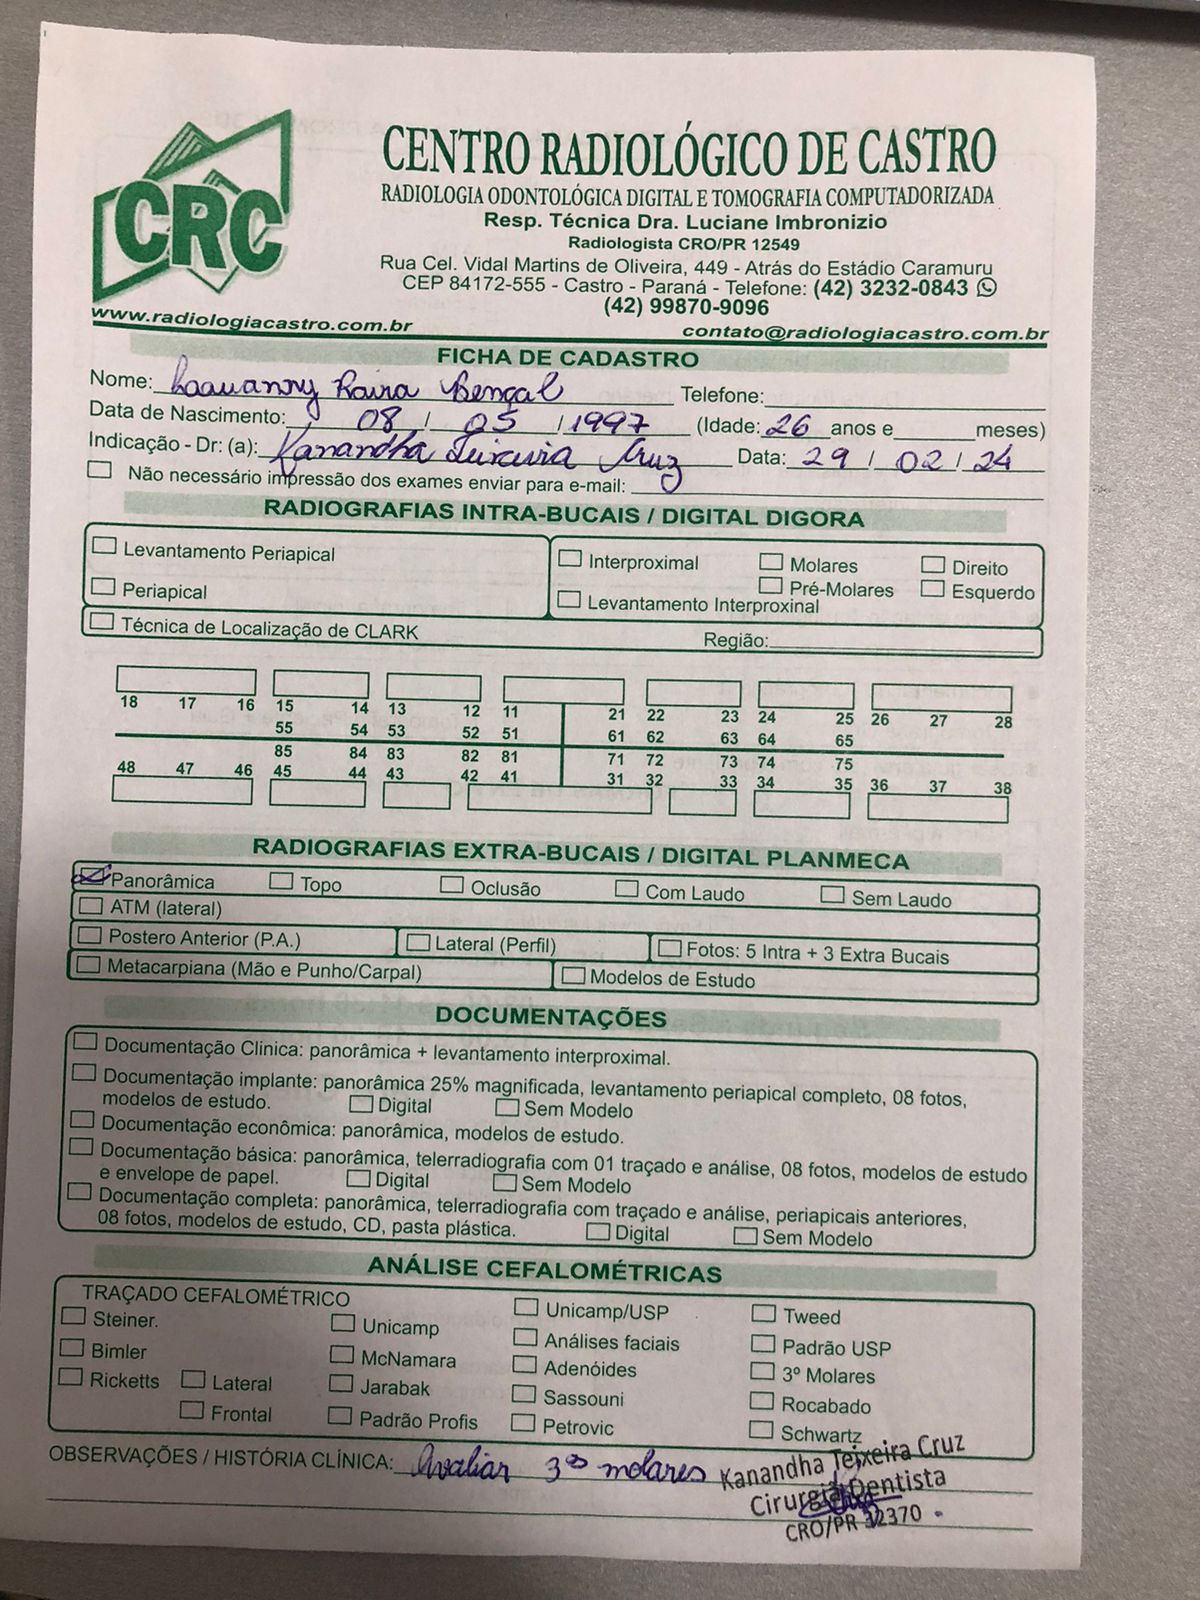 CRC
CENTRO RADIOLÓGICO DE CASTRO
RADIOLOGIA ODONTOLÓGICA DIGITAL E TOMOGRAFIA COMPUTADORIZADA
Resp. Técnica Dra. Luciane Imbronizio
Radiologista CRO/PR 12549
Rua Cel. Vidal Martins de Oliveira, 449 - Atrás do Estádio Caramuru
CEP 84172-555 - Castro - Paraná - Telefone: (42) 3232-0843
(42) 99870-9096
www.radiologiacastro.com.br contato@radiologiacastro.com.br
FICHA DE CADASTRO
Nome: Telefone:
Data de Nascimento: 08 / 05 / 1997 (Idade: 26 anos e meses)
Indicação - Dr: (a): Kanandha Teixeira Cruz Data: 29 / 02 / 24
Não necessário impressão dos exames enviar para e-mail:
RADIOGRAFIAS INTRA-BUCAIS / DIGITAL DIGORA
Levantamento Periapical Interproximal Molares Direito
Periapical Pré-Molares Esquerdo
Levantamento Interproxinal
Técnica de Localização de CLARK Região:
18 17 16 15 14 13 12 11 21 22 23 24 25 26 27 28
55 54 53 52 51 61 62 63 64 65
85 84 83 82 81 71 72 73 74 75
48 47 46 45 44 43 42 41 31 32 33 34 35 36 37 38
RADIOGRAFIAS EXTRA-BUCAIS / DIGITAL PLANMECA
Panorâmica Topo Oclusão Com Laudo Sem Laudo
ATM (lateral)
Postero Anterior (P.A.) Lateral (Perfil) Fotos: 5 Intra + 3 Extra Bucais
Metacarpiana (Mão e Punho/Carpal) Modelos de Estudo
DOCUMENTAÇÕES
Documentação Clinica: panorâmica + levantamento interproximal.
Documentação implante: panorâmica 25% magnificada, levantamento periapical completo, 08 fotos,
modelos de estudo. Digital Sem Modelo
Documentação econômica: panorâmica, modelos de estudo.
Documentação básica: panorâmica, telerradiografia com 01 traçado e análise, 08 fotos, modelos de estudo
e envelope de papel. Digital Sem Modelo
Documentação completa: panorâmica, telerradiografia com traçado e análise, periapicais anteriores,
08 fotos, modelos de estudo, CD, pasta plástica. Digital Sem Modelo
ANÁLISE CEFALOMÉTRICAS
TRAÇADO CEFALOMÉTRICO
Steiner. Unicamp Unicamp/USP Tweed
Bimler McNamara Análises faciais Padrão USP
Ricketts Lateral Jarabak Adenóides 3º Molares
Frontal Padrão Profis Sassouni Rocabado
Petrovic Schwartz
OBSERVAÇÕES / HISTÓRIA CLÍNICA: Avaliar 3ºs molares
Kanandha Teixeira Cruz
Cirurgiã Dentista
CRO/PR 32370